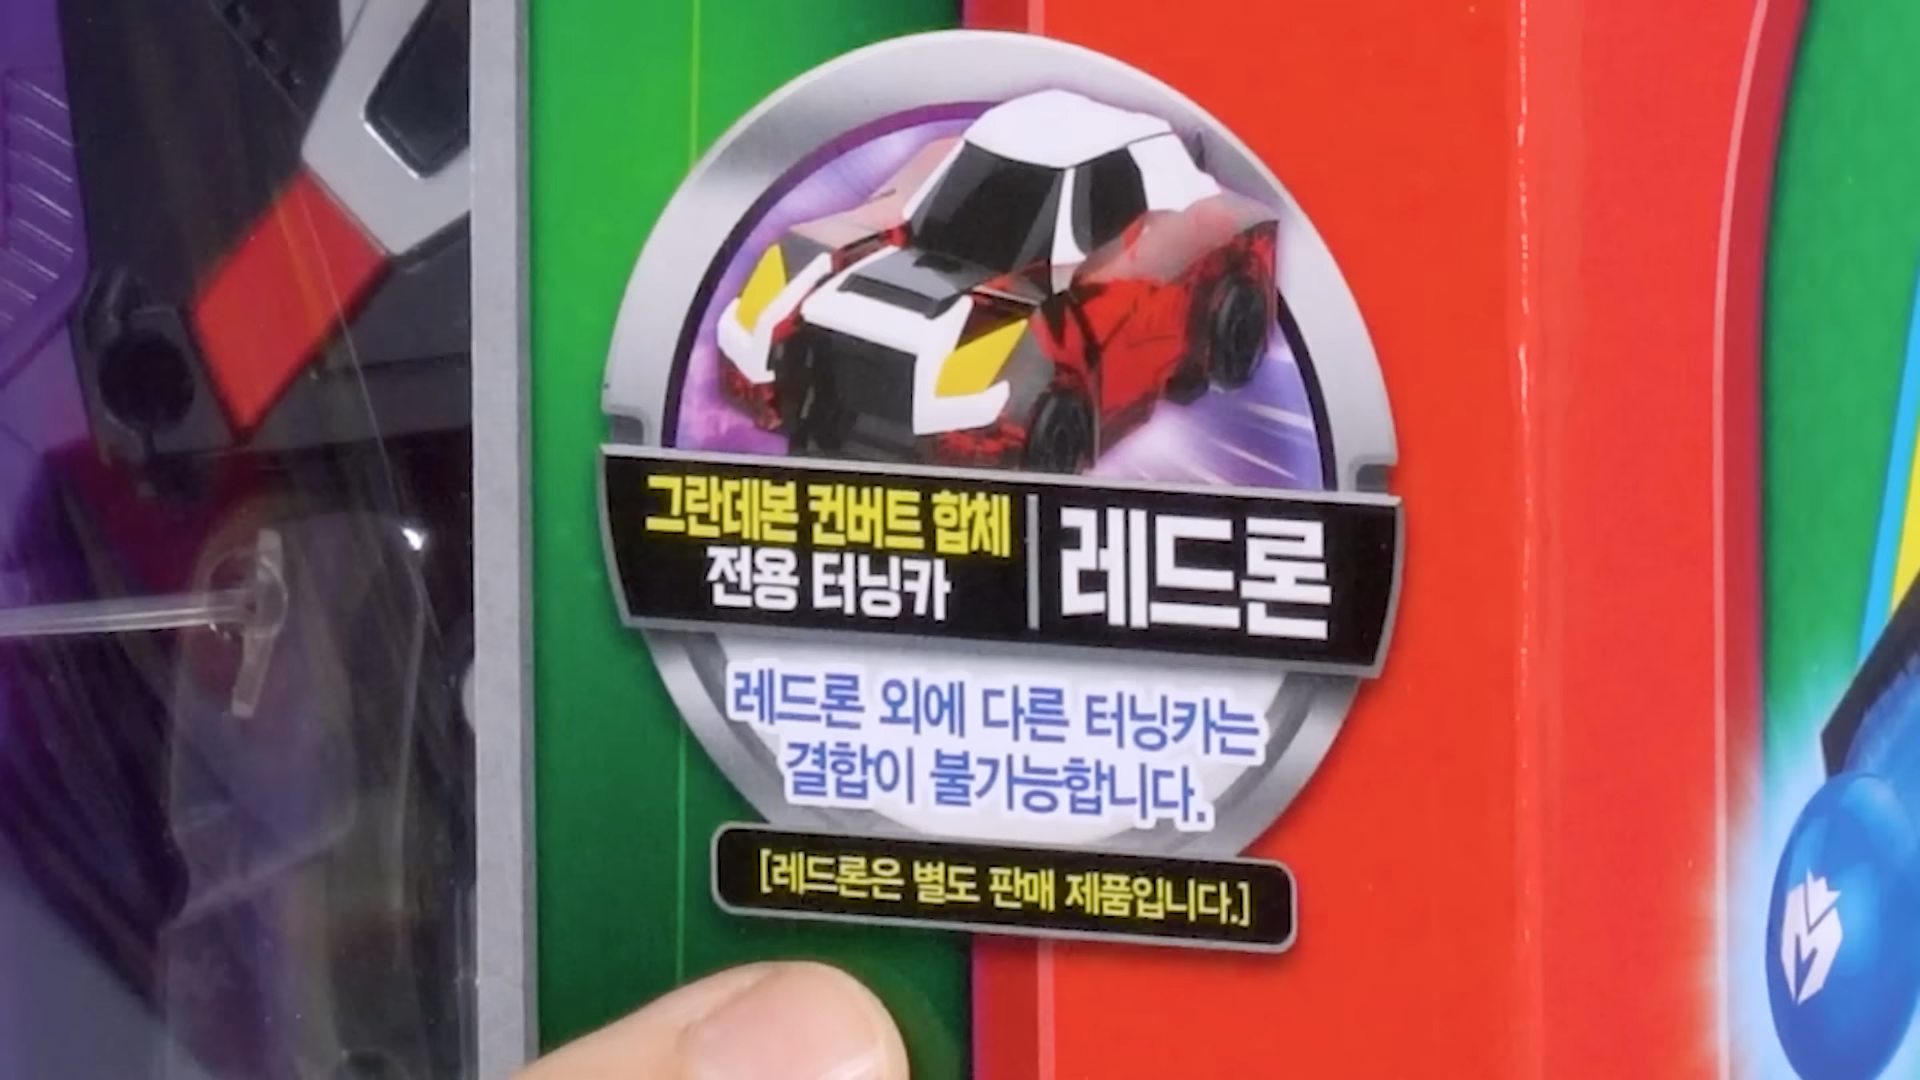 그란데본 컨버트 합체
전용 터닝카
레드론
레드론 외에 다른 터닝카는
결합이 불가능합니다.
[레드론은 별도 판매 제품입니다.]